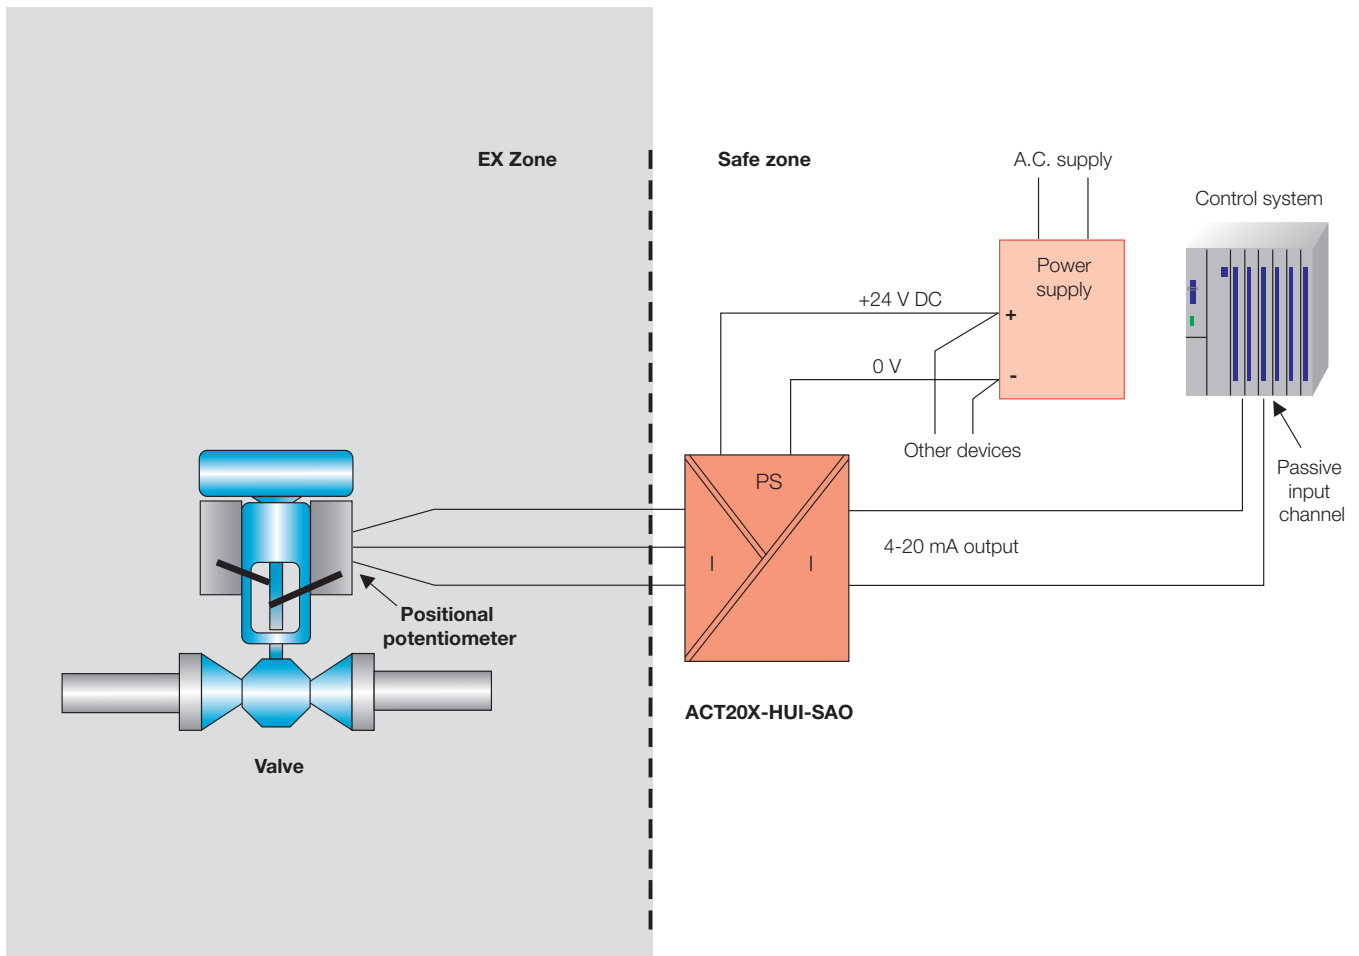 EX Zone
Safe zone
A.C. supply
Control system
Power
supply
+24 V DC
+
0 V
-
Other devices
Passive
input
channel
PS
4-20 mA output
I
I
Positional
potentiometer
ACT20X-HUI-SAO
Valve